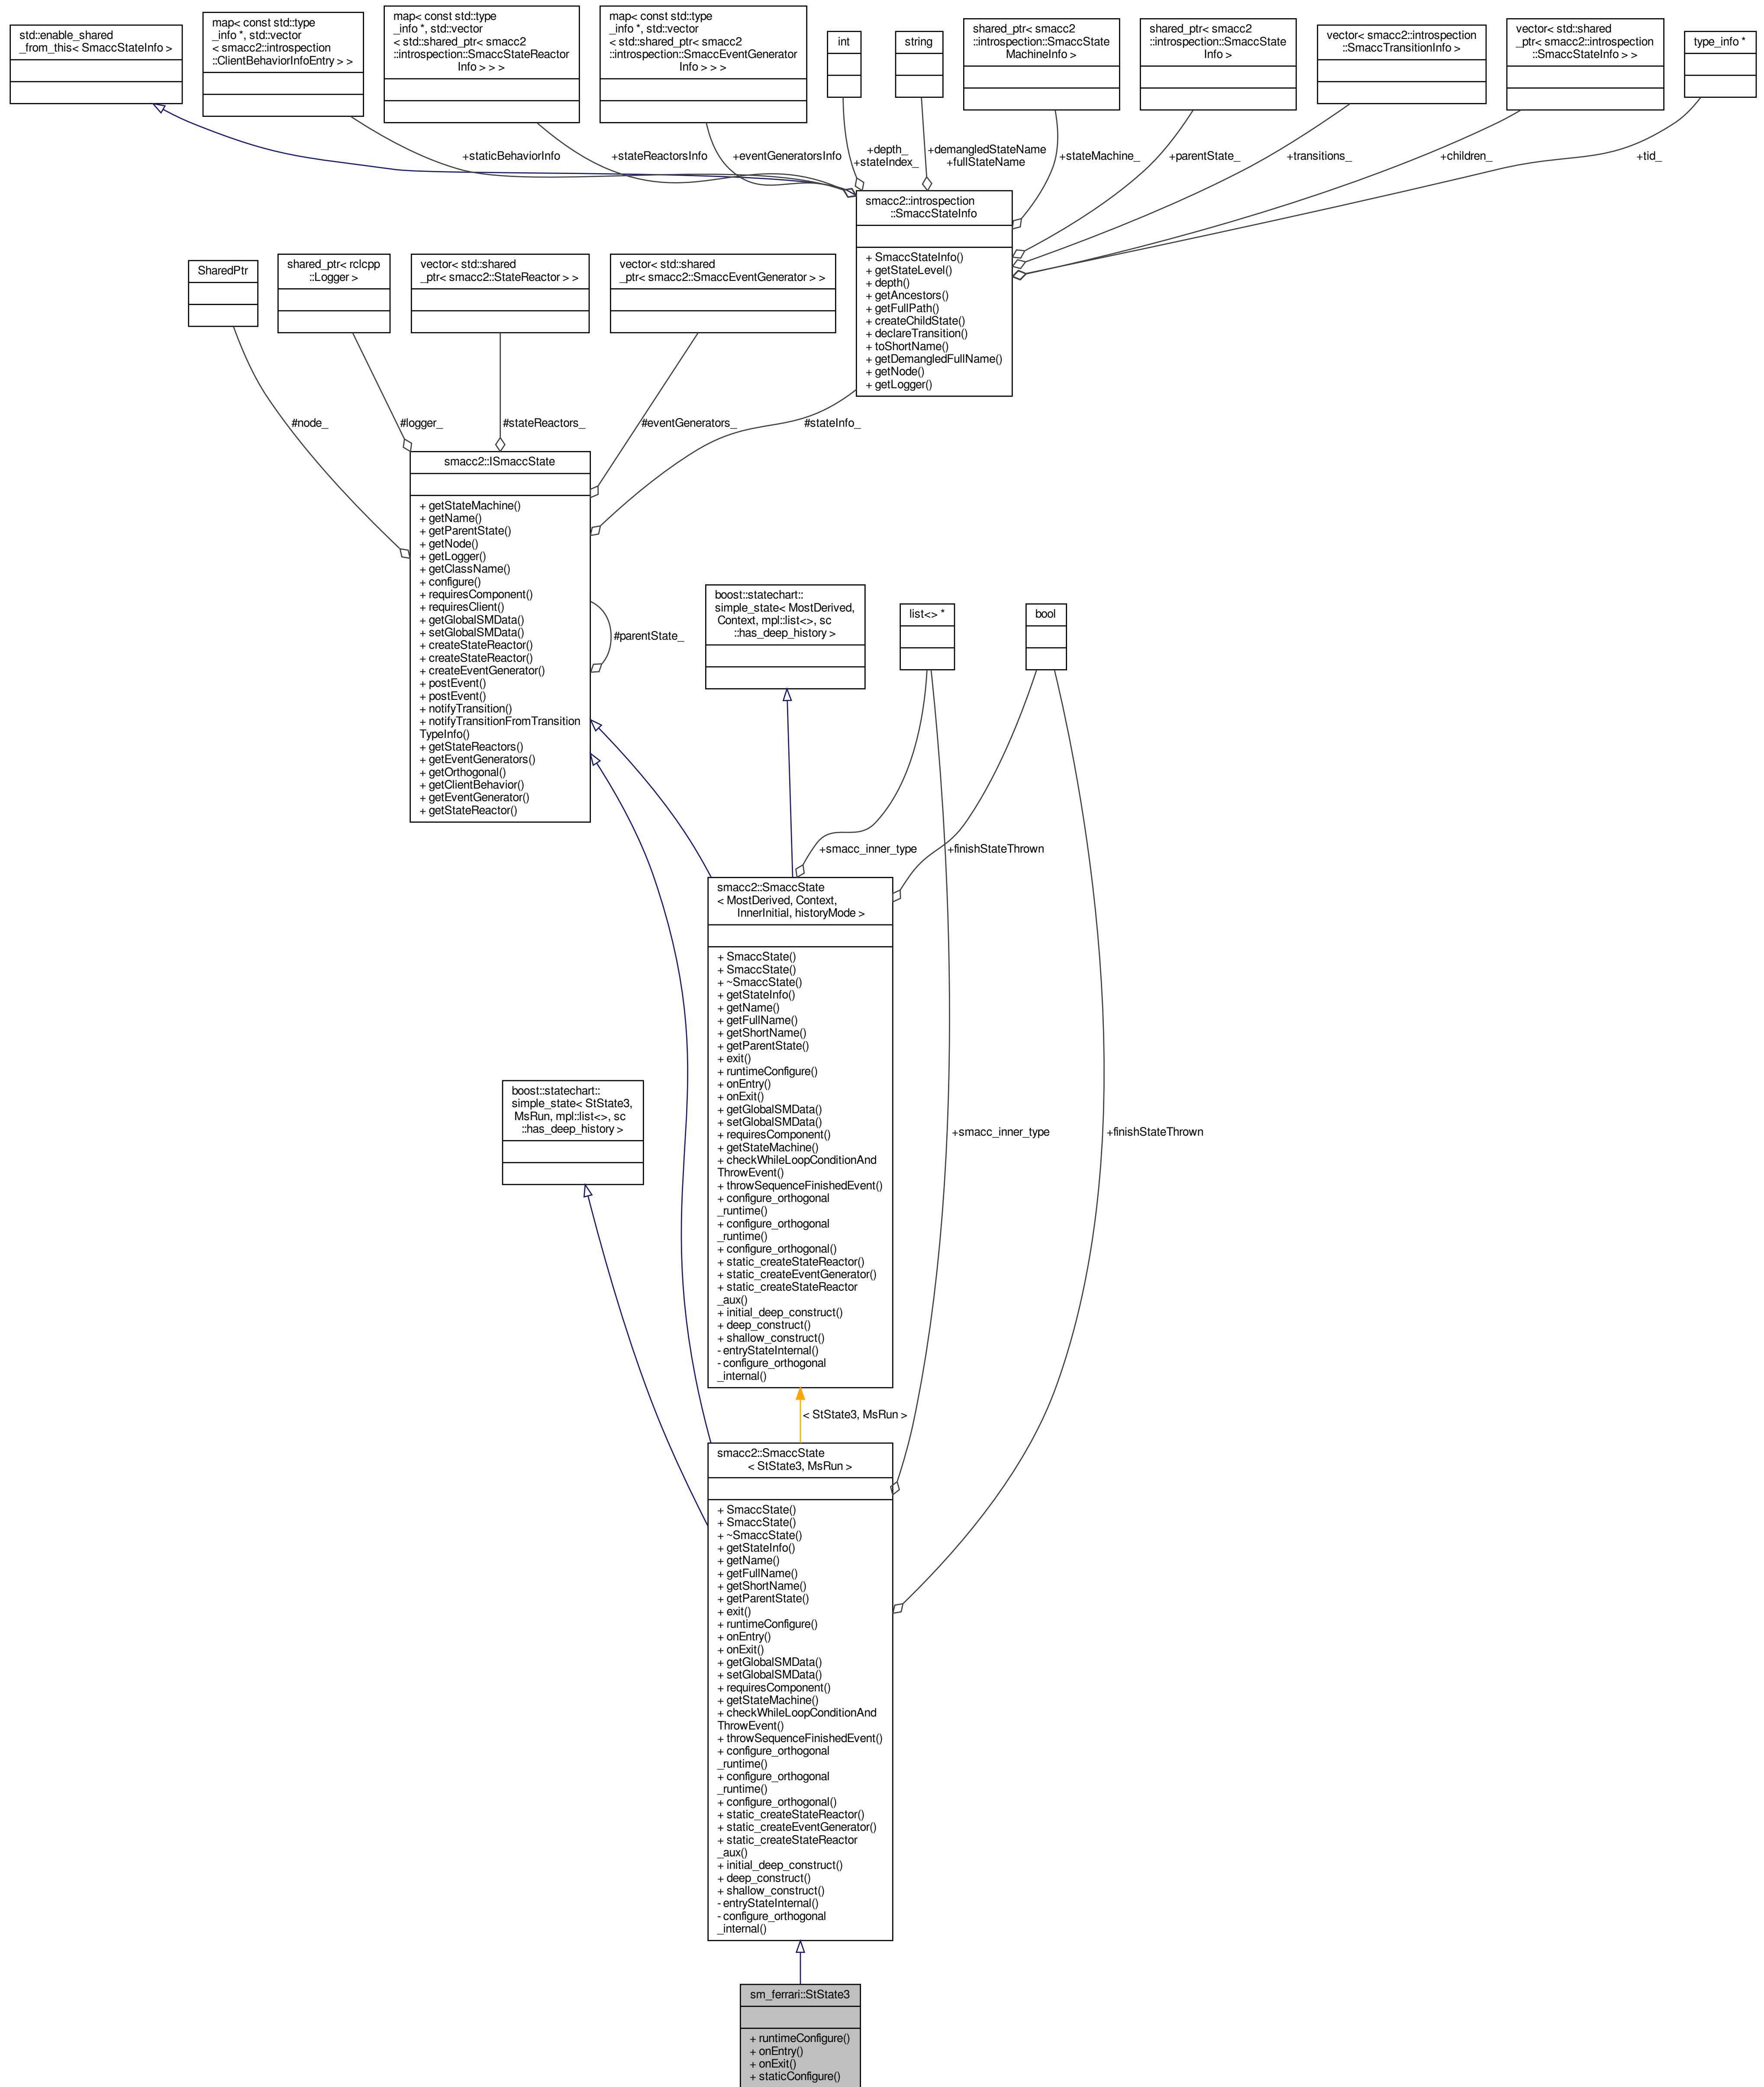 std::enable_shared
_from_this< SmaccStateInfo >
map< const std::type
_info *, std::vector
< smacc2::introspection
::ClientBehaviorInfoEntry > >
map< const std::type
_info *, std::vector
< std::shared_ptr< smacc2
::introspection::SmaccStateReactor
Info > > >
map< const std::type
_info *, std::vector
< std::shared_ptr< smacc2
::introspection::SmaccEventGenerator
Info > > >
int
string
shared_ptr< smacc2
::introspection::SmaccState
MachineInfo >
shared_ptr< smacc2
::introspection::SmaccState
Info >
vector< smacc2::introspection
::SmaccTransitionInfo >
vector< std::shared
_ptr< smacc2::introspection
::SmaccStateInfo > >
type_info *
+staticBehaviorInfo
+stateReactorsInfo
+eventGeneratorsInfo
+depth_
+stateIndex_
+demangledStateName
+fullStateName
+stateMachine_
+parentState_
+transitions_
+children_
+tid_
smacc2::introspection
::SmaccStateInfo
+ SmaccStateInfo()
+ getStateLevel()
+ depth()
+ getAncestors()
+ getFullPath()
+ createChildState()
+ declareTransition()
+ toShortName()
+ getDemangledFullName()
+ getNode()
+ getLogger()
SharedPtr
shared_ptr< rclcpp
::Logger >
vector< std::shared
_ptr< smacc2::StateReactor > >
vector< std::shared
_ptr< smacc2::SmaccEventGenerator > >
#node_
#logger_
#stateReactors_
#eventGenerators_
#stateInfo_
smacc2::ISmaccState
+ getStateMachine()
+ getName()
+ getParentState()
+ getNode()
+ getLogger()
+ getClassName()
+ configure()
+ requiresComponent()
+ requiresClient()
+ getGlobalSMData()
+ setGlobalSMData()
+ createStateReactor()
+ createStateReactor()
+ createEventGenerator()
+ postEvent()
+ postEvent()
+ notifyTransition()
+ notifyTransitionFromTransition
TypeInfo()
+ getStateReactors()
+ getEventGenerators()
+ getOrthogonal()
+ getClientBehavior()
+ getEventGenerator()
+ getStateReactor()
#parentState_
boost::statechart::
simple_state< MostDerived,
Context, mpl::list<>, sc
::has_deep_history >
list<> *
bool
+smacc_inner_type
+finishStateThrown
smacc2::SmaccState
< MostDerived, Context,
InnerInitial, historyMode >
+ SmaccState()
+ SmaccState()
+ ~SmaccState()
+ getStateInfo()
+ getName()
+ getFullName()
+ getShortName()
+ getParentState()
+ exit()
+ runtimeConfigure()
+ onEntry()
+ onExit()
+ getGlobalSMData()
+ setGlobalSMData()
+ requiresComponent()
+ getStateMachine()
+ checkWhileLoopConditionAnd
ThrowEvent()
+ throwSequenceFinishedEvent()
+ configure_orthogonal
_runtime()
+ configure_orthogonal
_runtime()
+ configure_orthogonal()
+ static_createStateReactor()
+ static_createEventGenerator()
+ static_createStateReactor
_aux()
+ initial_deep_construct()
+ deep_construct()
+ shallow_construct()
- entryStateInternal()
- configure_orthogonal
_internal()
boost::statechart::
simple_state< StState3,
MsRun, mpl::list<>, sc
::has_deep_history >
+smacc_inner_type
+finishStateThrown
< StState3, MsRun >
smacc2::SmaccState
< StState3, MsRun >
+ SmaccState()
+ SmaccState()
+ ~SmaccState()
+ getStateInfo()
+ getName()
+ getFullName()
+ getShortName()
+ getParentState()
+ exit()
+ runtimeConfigure()
+ onEntry()
+ onExit()
+ getGlobalSMData()
+ setGlobalSMData()
+ requiresComponent()
+ getStateMachine()
+ checkWhileLoopConditionAnd
ThrowEvent()
+ throwSequenceFinishedEvent()
+ configure_orthogonal
_runtime()
+ configure_orthogonal
_runtime()
+ configure_orthogonal()
+ static_createStateReactor()
+ static_createEventGenerator()
+ static_createStateReactor
_aux()
+ initial_deep_construct()
+ deep_construct()
+ shallow_construct()
- entryStateInternal()
- configure_orthogonal
_internal()
sm_ferrari::StState3
+ runtimeConfigure()
+ onEntry()
+ onExit()
+ staticConfigure()